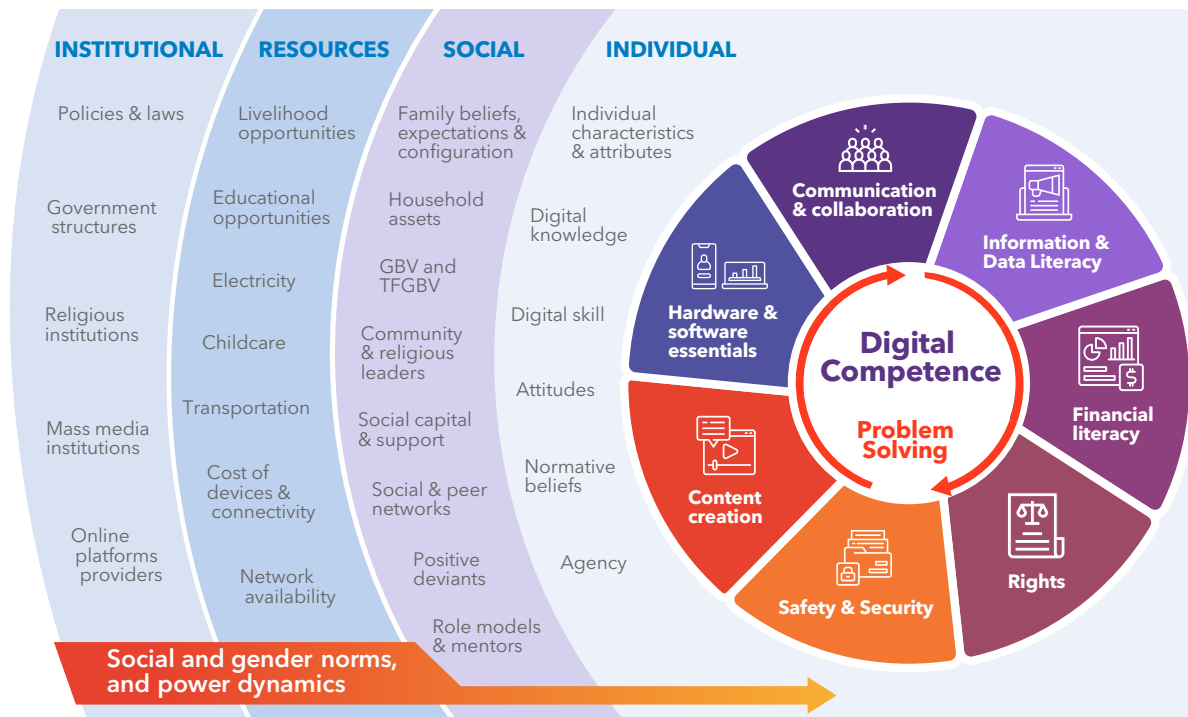 INSTITUTIONAL
Policies & laws
Government
structures
Religious
institutions
Mass media
institutions
Online
platforms
providers
RESOURCES
Livelihood
opportunities
Educational
opportunities
Electricity
Childcare
Transportation
Cost of
devices &
connectivity
Network
availability
SOCIAL
Family beliefs,
expectations &
configuration
Household
assets
GBV and
TFGBV
Community
& religious
leaders
Social capital
& support
Social & peer
networks
Positive
deviants
Role models
& mentors
INDIVIDUAL
Individual
characteristics
& attributes
Digital
knowledge
Digital skill
Attitudes
Normative
beliefs
Agency
Communication
& collaboration
Information &
Data Literacy
Financial
literacy
$
Rights
Safety & Security
Content
creation
Hardware &
software
essentials
Digital
Competence
Problem
Solving
Social and gender norms,
and power dynamics